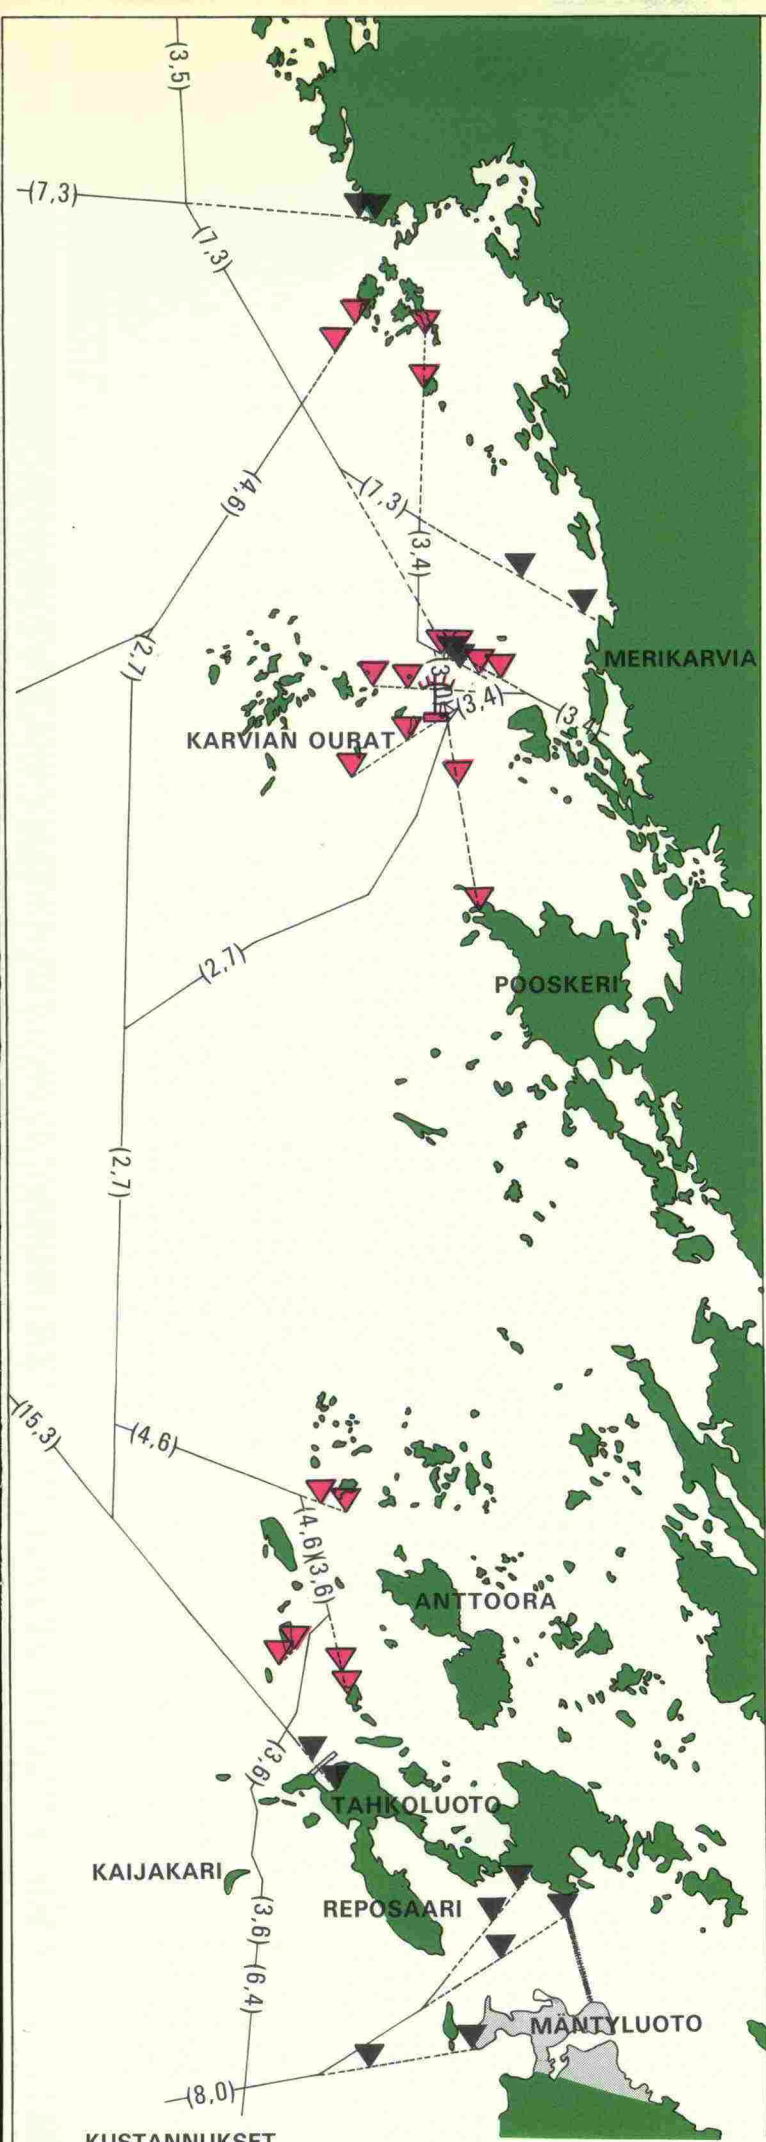 (3,5)
(7,3)
(7,3)
(4,6)
(7,3)
(3,4)
(2,7)
MERIKARVIA
(3,4)
(3,4)
KARVIAN OURAT
(2,7)
POOSKERI
(2,7)
(15,3)
(4,6)
(4,6)(3,6)
ANTTOORA
(3,6)
TAHKOLUOTO
KAIJAKARI
REPOSAARI
(3,6)
(6,4)
MÄNTYLUOTO
(8,0)
KUSTANNUKSET